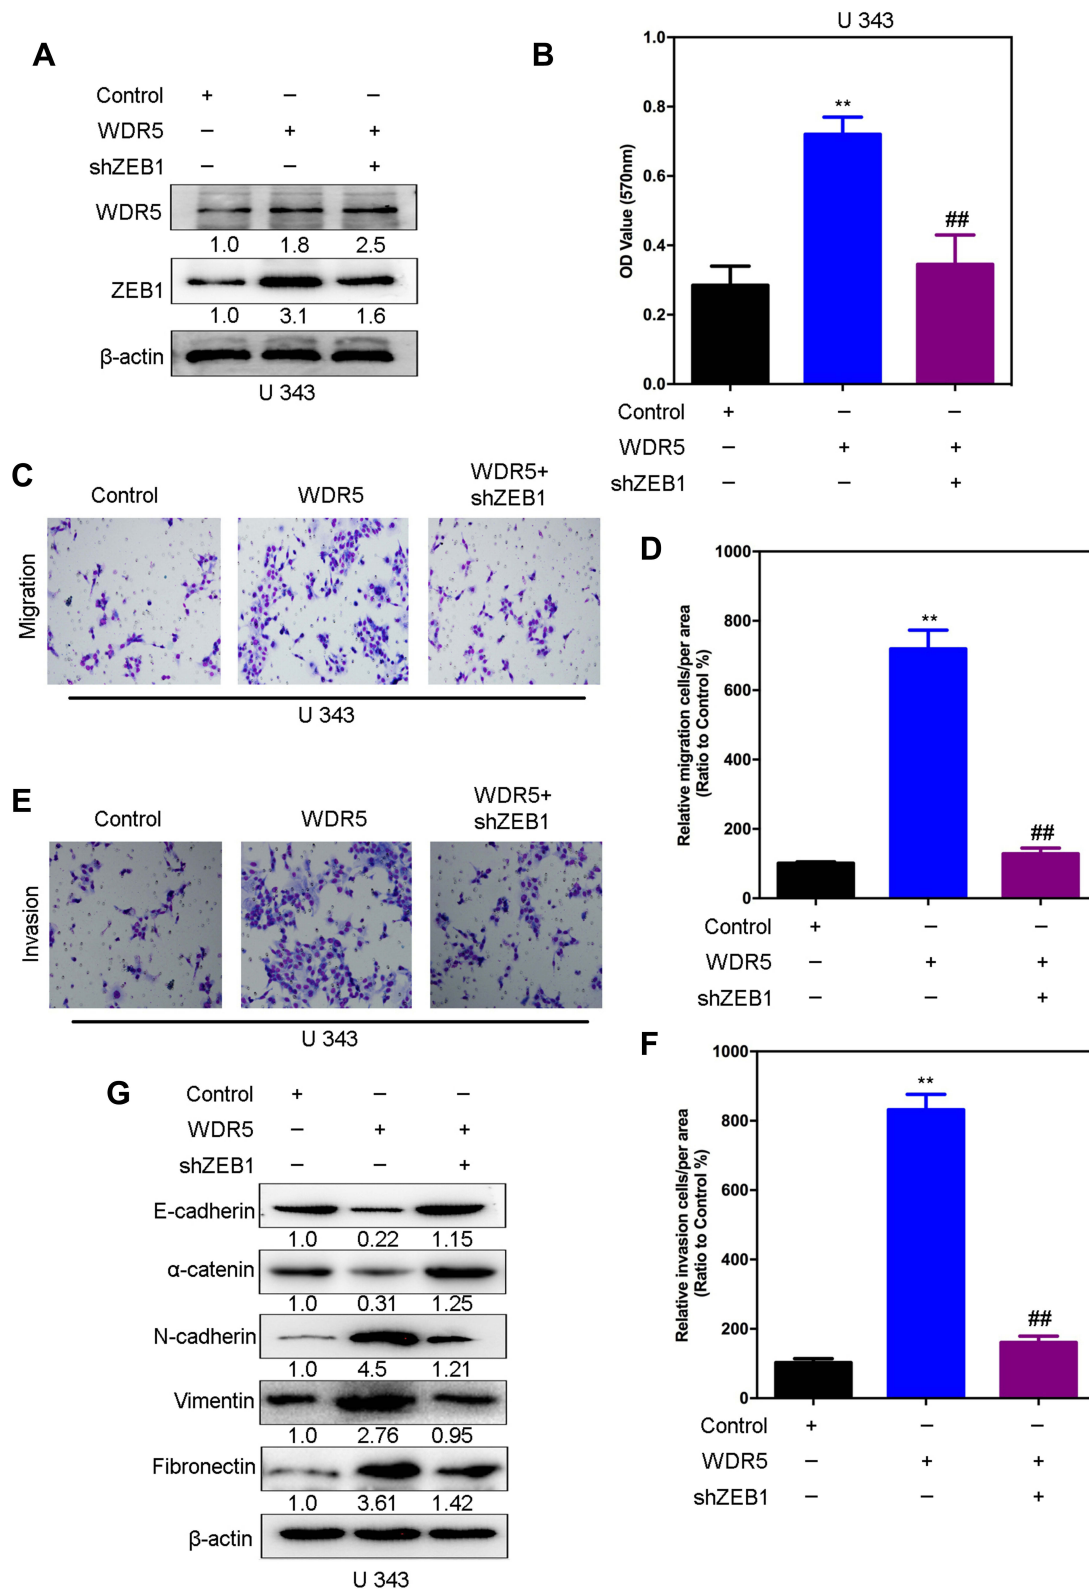 A
Control + – –
WDR5 – + +
shZEB1 – – +
WDR5
1.0 1.8 2.5
ZEB1
1.0 3.1 1.6
β-actin
U 343
B
U 343
OD Value (570nm)
1.0
0.8
0.6
0.4
0.2
0.0
**
##
Control + – –
WDR5 – + +
shZEB1 – – +
C
Control WDR5 WDR5+
shZEB1
Migration
U 343
D
Relative migration cells/per area
(Ratio to Control %)
1000
800
600
400
200
0
**
##
Control + – –
WDR5 – + +
shZEB1 – – +
E
Control WDR5 WDR5+
shZEB1
Invasion
U 343
F
Relative invasion cells/per area
(Ratio to Control %)
1000
800
600
400
200
0
**
##
Control + – –
WDR5 – + +
shZEB1 – – +
G
Control + – –
WDR5 – + +
shZEB1 – – +
E-cadherin
1.0 0.22 1.15
α-catenin
1.0 0.31 1.25
N-cadherin
1.0 4.5 1.21
Vimentin
1.0 2.76 0.95
Fibronectin
1.0 3.61 1.42
β-actin
U 343